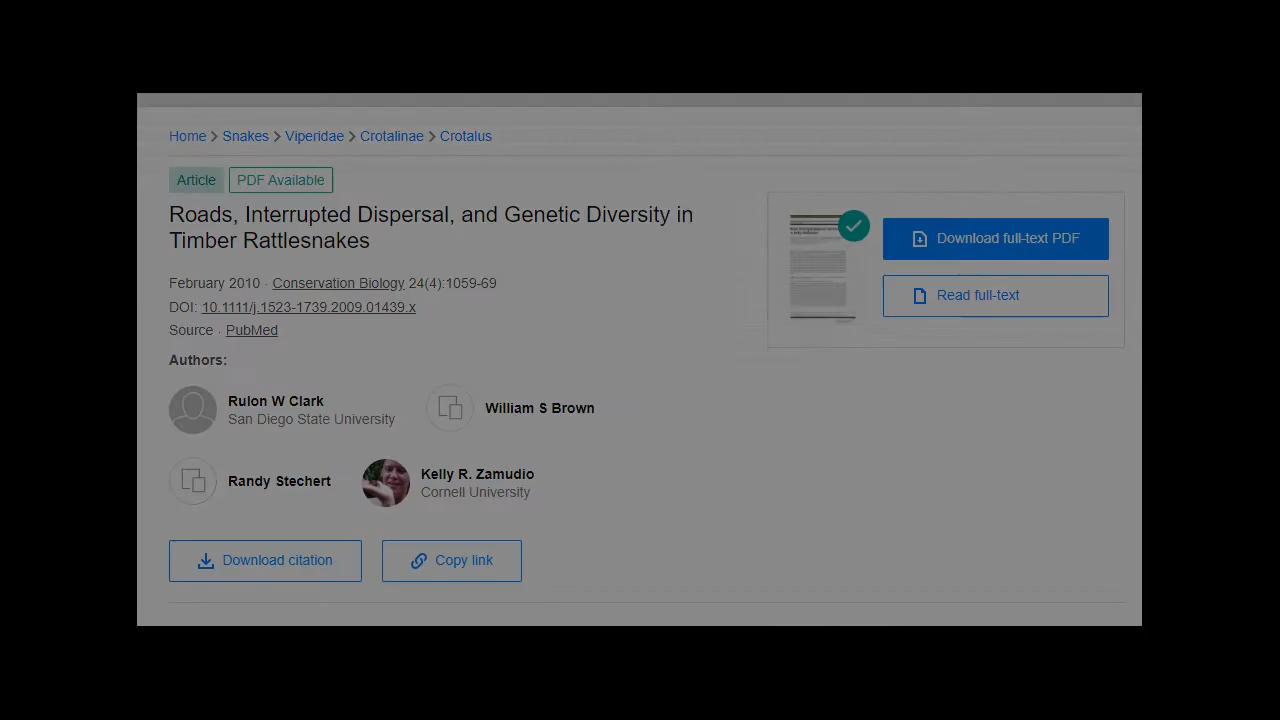 Home > Snakes > Viperidae > Crotalinae > Crotalus
Article PDF Available
Roads, Interrupted Dispersal, and Genetic Diversity in
Timber Rattlesnakes
February 2010 · Conservation Biology 24(4):1059-69
DOI: 10.1111/j.1523-1739.2009.01439.x
Source · PubMed
Authors:
Rulon W Clark
San Diego State University
William S Brown
Randy Stechert
Kelly R. Zamudio
Cornell University
Download citation
Copy link
Download full-text PDF
Read full-text